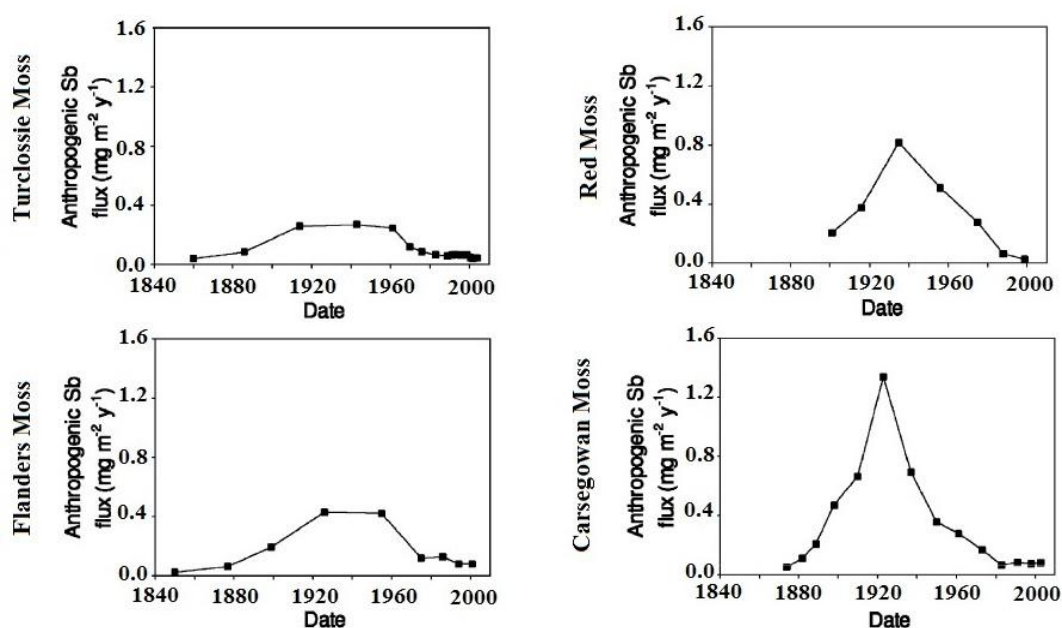 Turclossie Moss
Anthropogenic Sb
flux (mg m⁻² y⁻¹)
1.6
1.2
0.8
0.4
0.0
1840 1880 1920 1960 2000
Date
Red Moss
Anthropogenic Sb
flux (mg m⁻² y⁻¹)
1.6
1.2
0.8
0.4
0.0
1840 1880 1920 1960 2000
Date
Flanders Moss
Anthropogenic Sb
flux (mg m⁻² y⁻¹)
1.6
1.2
0.8
0.4
0.0
1840 1880 1920 1960 2000
Date
Carsegowan Moss
Anthropogenic Sb
flux (mg m⁻² y⁻¹)
1.6
1.2
0.8
0.4
0.0
1840 1880 1920 1960 2000
Date